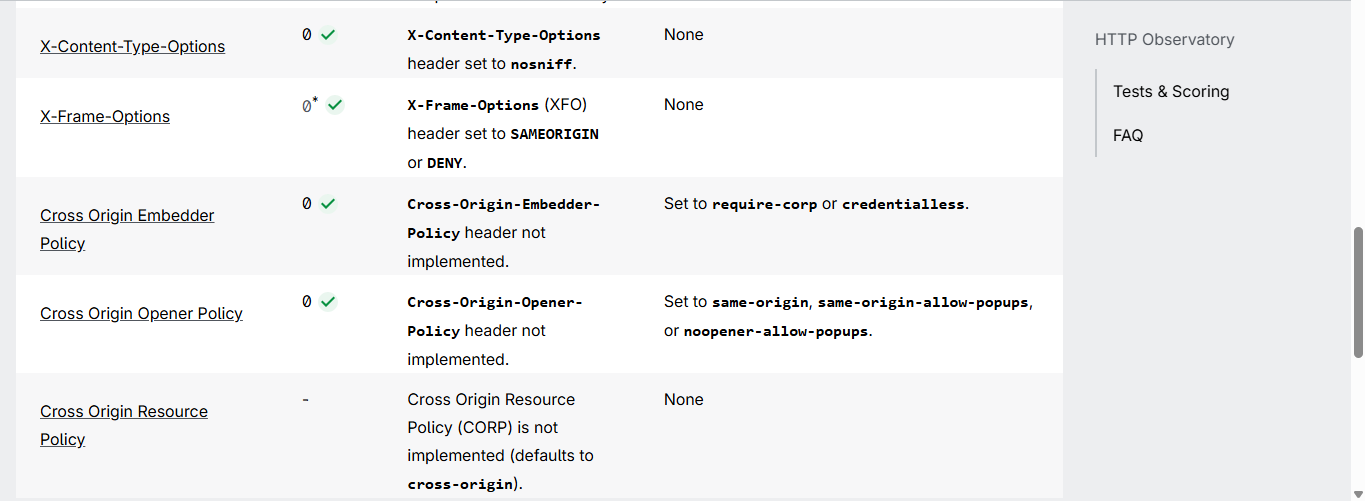 X-Content-Type-Options
0
X-Content-Type-Options
header set to nosniff.
None
X-Frame-Options
0*
X-Frame-Options (XFO)
header set to SAMEORIGIN
or DENY.
None
Cross Origin Embedder
Policy
0
Cross-Origin-Embedder-
Policy header not
implemented.
Set to require-corp or credentialless.
Cross Origin Opener Policy
0
Cross-Origin-Opener-
Policy header not
implemented.
Set to same-origin, same-origin-allow-popups,
or noopener-allow-popups.
Cross Origin Resource
Policy
-
Cross Origin Resource
Policy (CORP) is not
implemented (defaults to
cross-origin).
None
HTTP Observatory
Tests & Scoring
FAQ